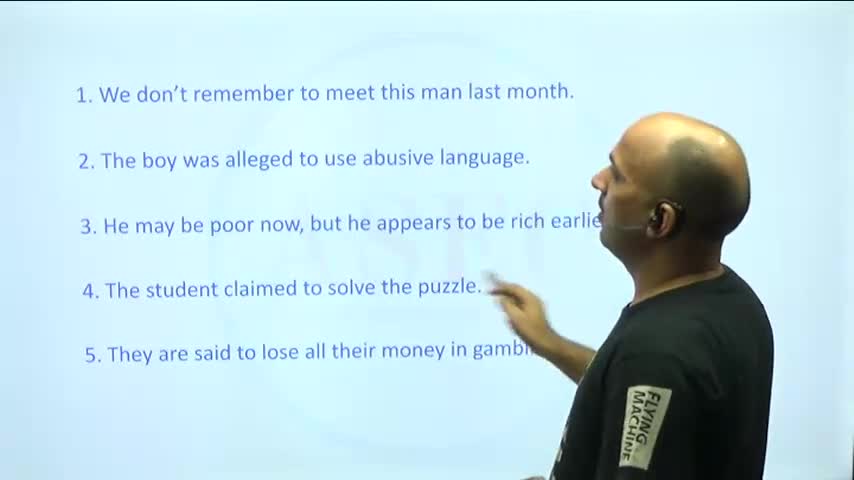 1. We don't remember to meet this man last month.
2. The boy was alleged to use abusive language.
3. He may be poor now, but he appears to be rich
4. The student claimed to solve the puzzle.
5. They are said to lose all their money in
FLYING
MACHINE